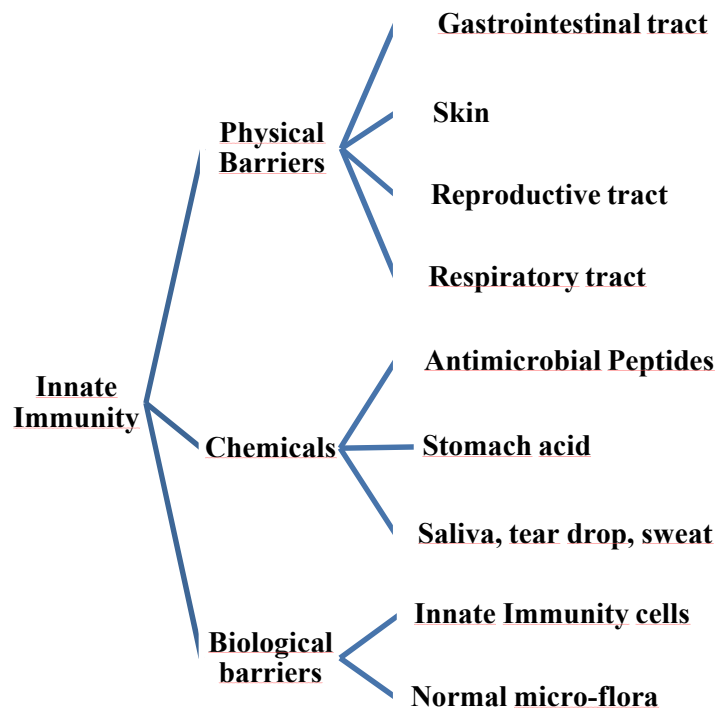 Gastrointestinal tract
Skin
Physical
Barriers
Reproductive tract
Respiratory tract
Antimicrobial Peptides
Innate
Immunity
Chemicals
Stomach acid
Saliva, tear drop, sweat
Innate Immunity cells
Biological
barriers
Normal micro-flora